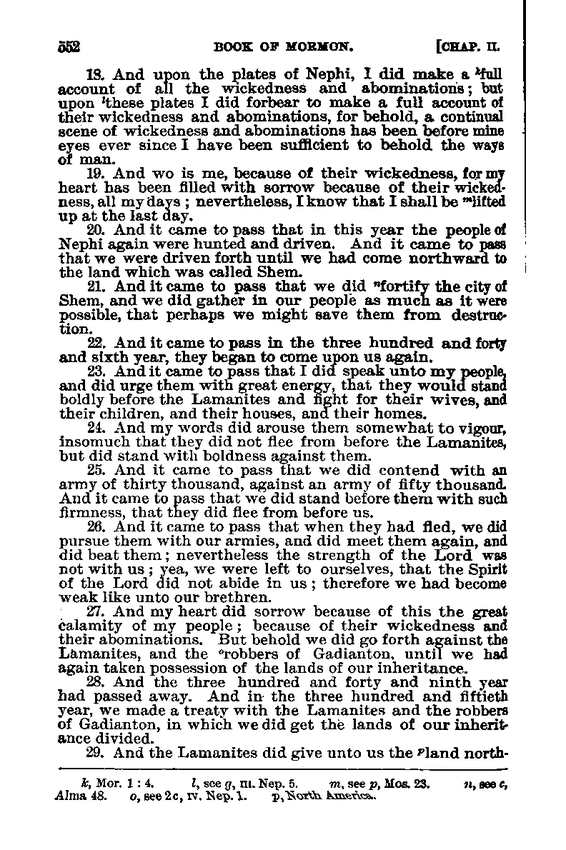 552 BOOK OF MORMON. [CHAP. II.
18. And upon the plates of Nephi, I did make a ᵏfull
account of all the wickedness and abominations; but
upon ˡthese plates I did forbear to make a full account of
their wickedness and abominations, for behold, a continual
scene of wickedness and abominations has been before mine
eyes ever since I have been sufficient to behold the ways
of man.
19. And wo is me, because of their wickedness, for my
heart has been filled with sorrow because of their wicked-
ness, all my days; nevertheless, I know that I shall be ᵐlifted
up at the last day.
20. And it came to pass that in this year the people of
Nephi again were hunted and driven. And it came to pass
that we were driven forth until we had come northward to
the land which was called Shem.
21. And it came to pass that we did ⁿfortify the city of
Shem, and we did gather in our people as much as it were
possible, that perhaps we might save them from destruc-
tion.
22. And it came to pass in the three hundred and forty
and sixth year, they began to come upon us again.
23. And it came to pass that I did speak unto my people,
and did urge them with great energy, that they would stand
boldly before the Lamanites and fight for their wives, and
their children, and their houses, and their homes.
24. And my words did arouse them somewhat to vigour,
insomuch that they did not flee from before the Lamanites,
but did stand with boldness against them.
25. And it came to pass that we did contend with an
army of thirty thousand, against an army of fifty thousand.
And it came to pass that we did stand before them with such
firmness, that they did flee from before us.
26. And it came to pass that when they had fled, we did
pursue them with our armies, and did meet them again, and
did beat them; nevertheless the strength of the Lord was
not with us; yea, we were left to ourselves, that the Spirit
of the Lord did not abide in us; therefore we had become
weak like unto our brethren.
27. And my heart did sorrow because of this the great
calamity of my people; because of their wickedness and
their abominations. But behold we did go forth against the
Lamanites, and the ᵒrobbers of Gadianton, until we had
again taken possession of the lands of our inheritance.
28. And the three hundred and forty and ninth year
had passed away. And in the three hundred and fiftieth
year, we made a treaty with the Lamanites and the robbers
of Gadianton, in which we did get the lands of our inherit-
ance divided.
29. And the Lamanites did give unto us the ᵖland north-
k, Mor. 1 : 4. l, see g, III. Nep. 5. m, see p, Mos. 23. n, see e,
Alma 48. o, see 2c, IV. Nep. 1. p, North America.